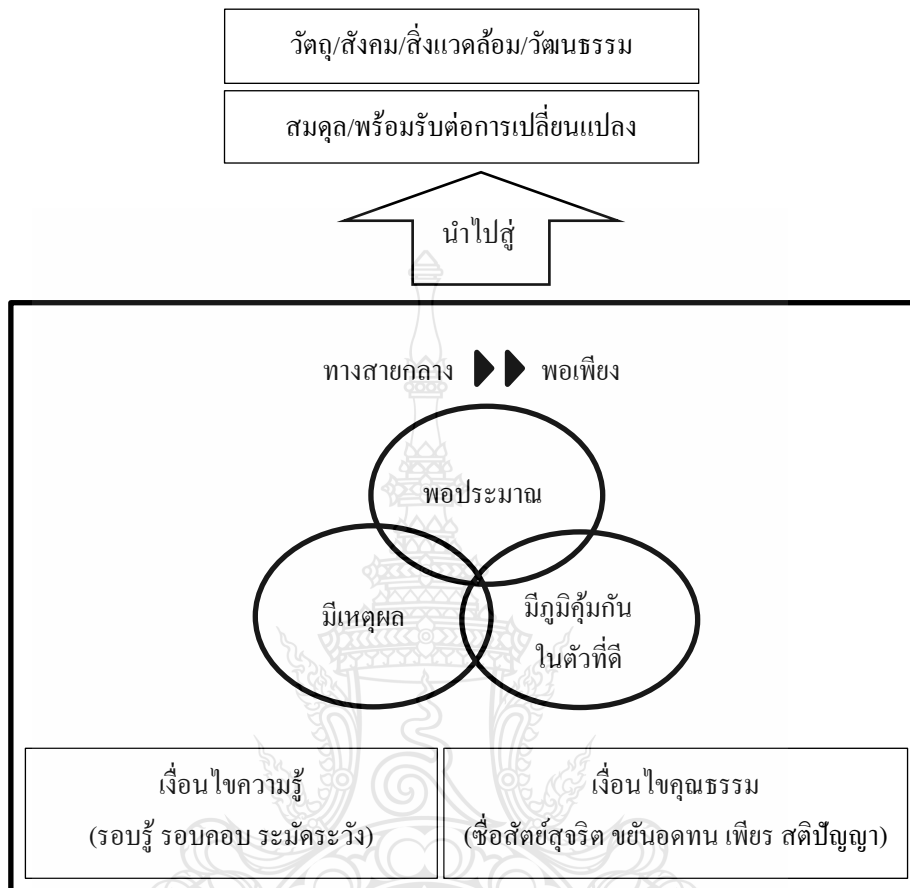 วัตถุ/สังคม/สิ่งแวดล้อม/วัฒนธรรม
สมดุล/พร้อมรับต่อการเปลี่ยนแปลง
นำไปสู่
ทางสายกลาง พอเพียง
พอประมาณ
มีเหตุผล
มีภูมิคุ้มกัน
ในตัวที่ดี
เงื่อนไขความรู้
(รอบรู้ รอบคอบ ระมัดระวัง)
เงื่อนไขคุณธรรม
(ซื่อสัตย์สุจริต ขยันอดทน เพียร สติปัญญา)